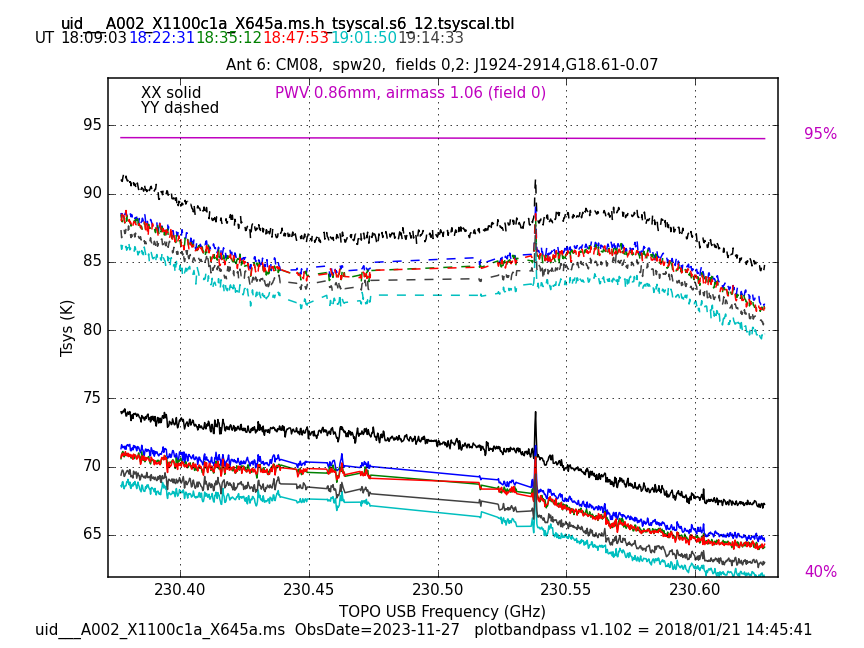 uid___A002_X1100c1a_X645a.ms.h_tsyscal.s6_12.tsyscal.tbl
UT 18:09:03 18:22:31 18:35:12 18:47:53 19:01:50 19:14:33
Ant 6: CM08,  spw20,  fields 0,2: J1924-2914,G18.61-0.07
XX solid
PWV 0.86mm, airmass 1.06 (field 0)
YY dashed
95
95%
90
85
80
75
70
65
40%
Tsys (K)
230.40 230.45 230.50 230.55 230.60
TOPO USB Frequency (GHz)
uid___A002_X1100c1a_X645a.ms  ObsDate=2023-11-27   plotbandpass v1.102 = 2018/01/21 14:45:41